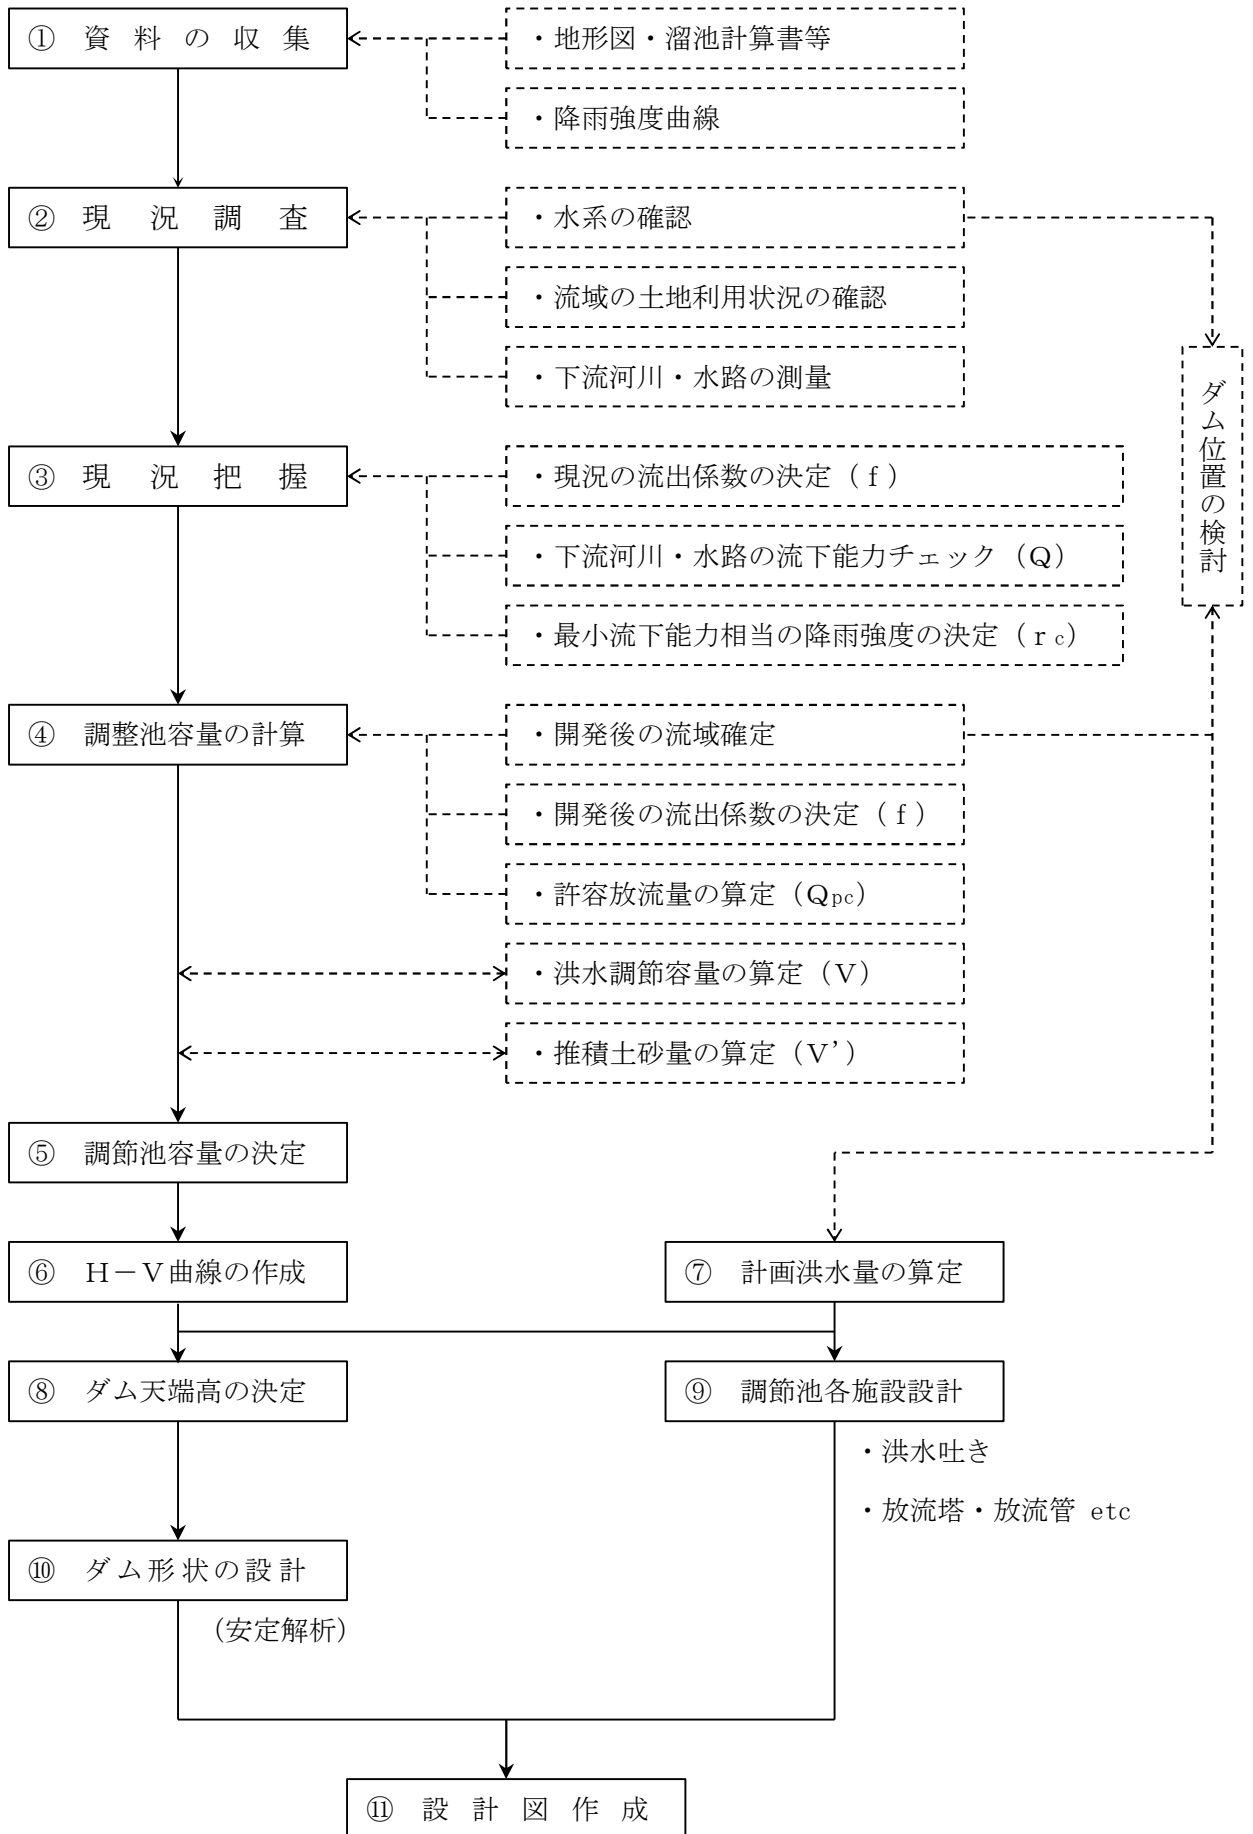 ① 資料の収集
・地形図・溜池計算書等
・降雨強度曲線
② 現況調査
・水系の確認
・流域の土地利用状況の確認
・下流河川・水路の測量
ダム位置の検討
③ 現況把握
・現況の流出係数の決定（ｆ）
・下流河川・水路の流下能力チェック（Ｑ）
・最小流下能力相当の降雨強度の決定（ｒc）
④ 調整池容量の計算
・開発後の流域確定
・開発後の流出係数の決定（ｆ）
・許容放流量の算定（Ｑpc）
・洪水調節容量の算定（Ｖ）
・推積土砂量の算定（Ｖ’）
⑤ 調節池容量の決定
⑥ Ｈ－Ｖ曲線の作成
⑦ 計画洪水量の算定
⑧ ダム天端高の決定
⑨ 調節池各施設設計
・洪水吐き
・放流塔・放流管 etc
⑩ ダム形状の設計
（安定解析）
⑪ 設計図作成